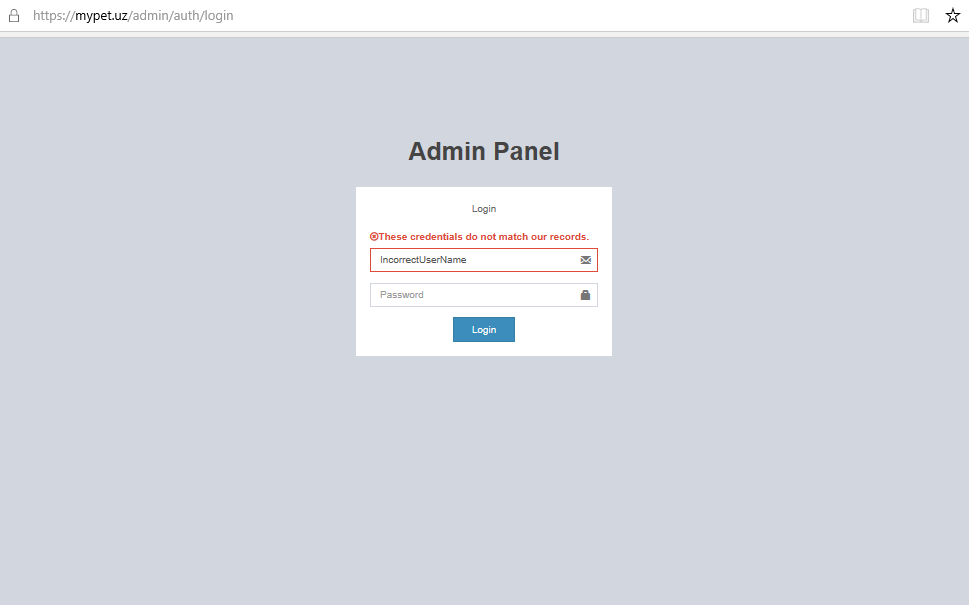 https://mypet.uz/admin/auth/login
Admin Panel
Login
These credentials do not match our records.
IncorrectUserName
Password
Login